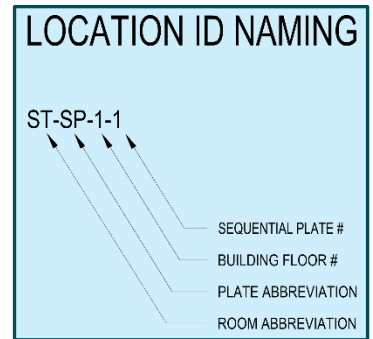 LOCATION ID NAMING
ST-SP-1-1
SEQUENTIAL PLATE #
BUILDING FLOOR #
PLATE ABBREVIATION
ROOM ABBREVIATION